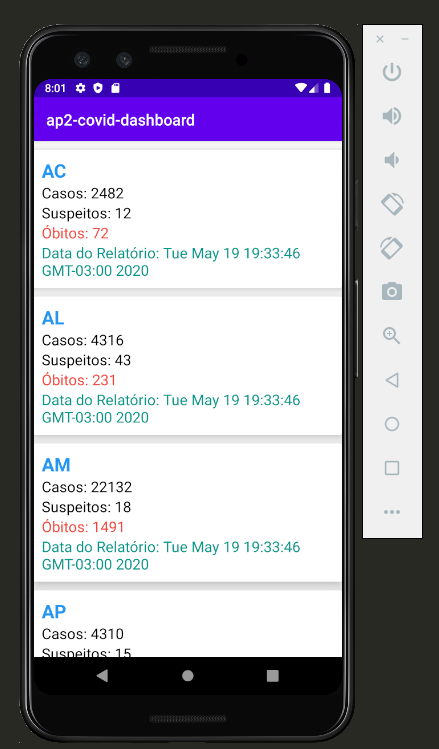 8:01
ap2-covid-dashboard
AC
Casos: 2482
Suspeitos: 12
Óbitos: 72
Data do Relatório: Tue May 19 19:33:46
GMT-03:00 2020
AL
Casos: 4316
Suspeitos: 43
Óbitos: 231
Data do Relatório: Tue May 19 19:33:46
GMT-03:00 2020
AM
Casos: 22132
Suspeitos: 18
Óbitos: 1491
Data do Relatório: Tue May 19 19:33:46
GMT-03:00 2020
AP
Casos: 4310
Suspeitos: 15